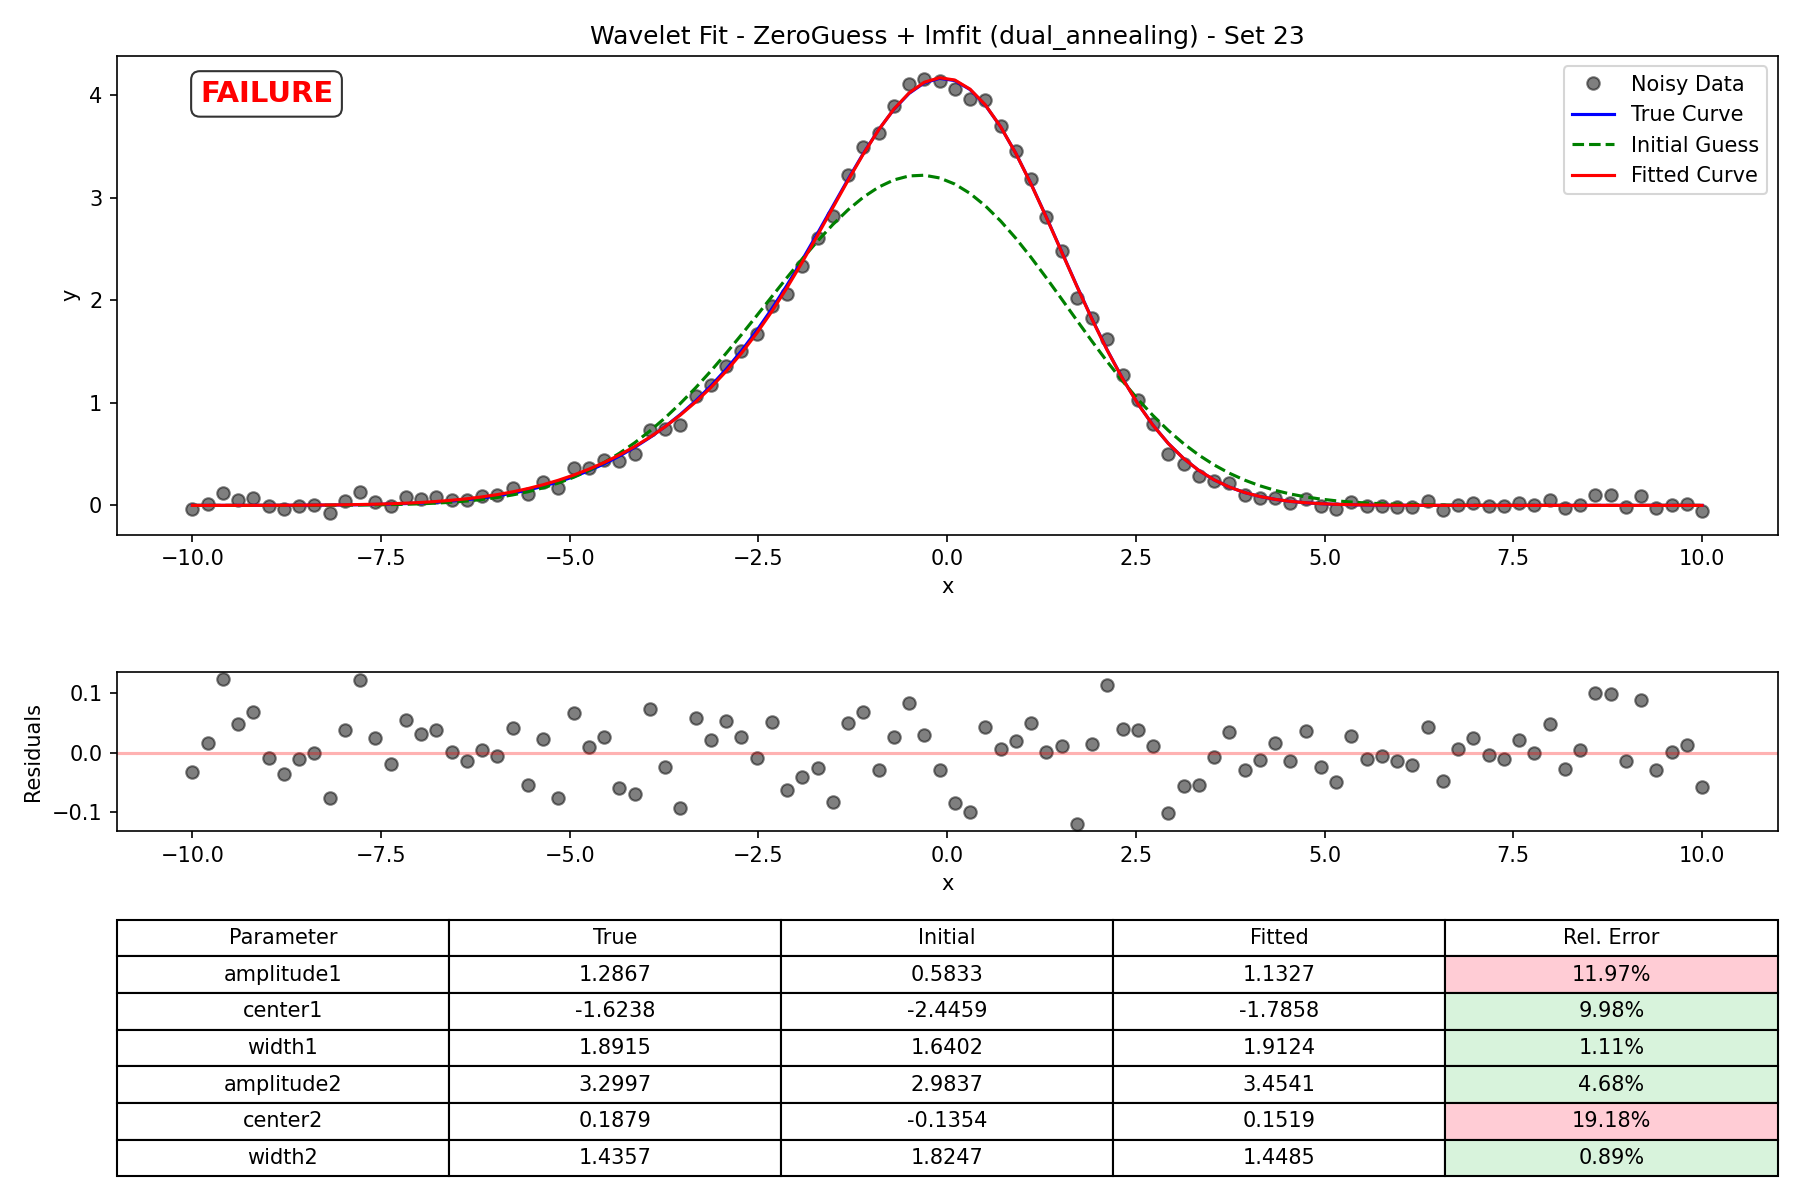 Wavelet Fit - ZeroGuess + lmfit (dual_annealing) - Set 23
FAILURE
Noisy Data
True Curve
Initial Guess
Fitted Curve
y
4
3
2
1
0
−10.0 −7.5 −5.0 −2.5 0.0 2.5 5.0 7.5 10.0
x
Residuals
0.1
0.0
−0.1
−10.0 −7.5 −5.0 −2.5 0.0 2.5 5.0 7.5 10.0
x
Parameter True Initial Fitted Rel. Error
amplitude1 1.2867 0.5833 1.1327 11.97%
center1 -1.6238 -2.4459 -1.7858 9.98%
width1 1.8915 1.6402 1.9124 1.11%
amplitude2 3.2997 2.9837 3.4541 4.68%
center2 0.1879 -0.1354 0.1519 19.18%
width2 1.4357 1.8247 1.4485 0.89%